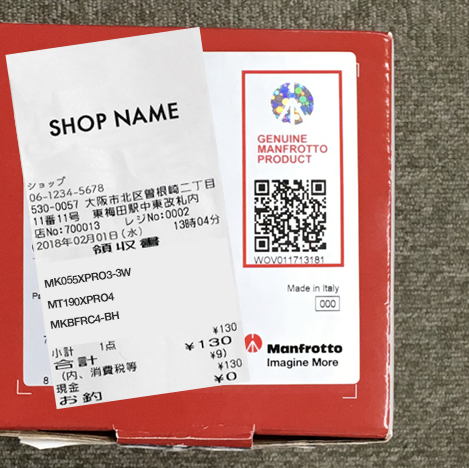 SHOP NAME
ショップ
06-1234-5678
530-0057 大阪市北区曽根崎二丁目
11番11号 東梅田駅中東改札内
店No:700013 レジNo:0002
2018年02月01日(水) 13時04分
領収書
MK055XPRO3-3W
MT190XPRO4
MKBFRC4-BH
¥130
小計 1点 ¥130
合計 ¥9)
(内、消費税等 ¥130
現金 ¥0
お釣
GENUINE
MANFROTTO
PRODUCT
WOV011713181
Made in Italy
000
Manfrotto
Imagine More